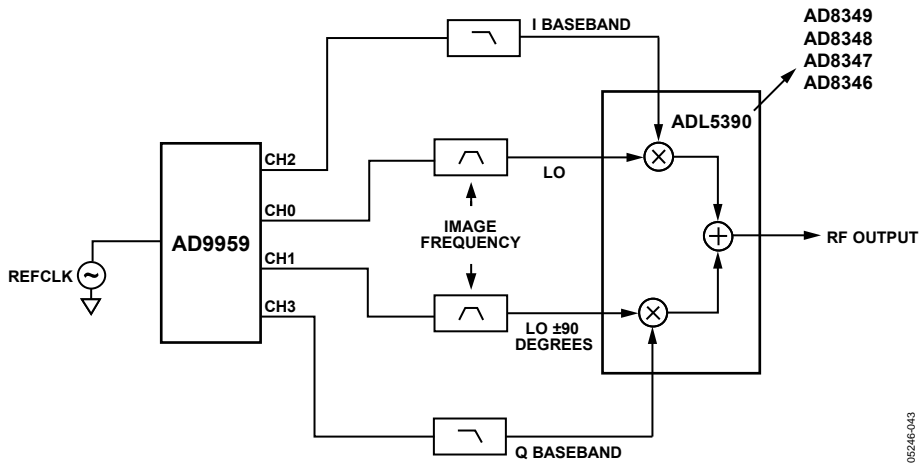 AD8349
AD8348
AD8347
AD8346
I BASEBAND
ADL5390
CH2
LO
CH0
IMAGE
FREQUENCY
AD9959
RF OUTPUT
REFCLK
CH1
CH3
LO ±90
DEGREES
Q BASEBAND
05246-043